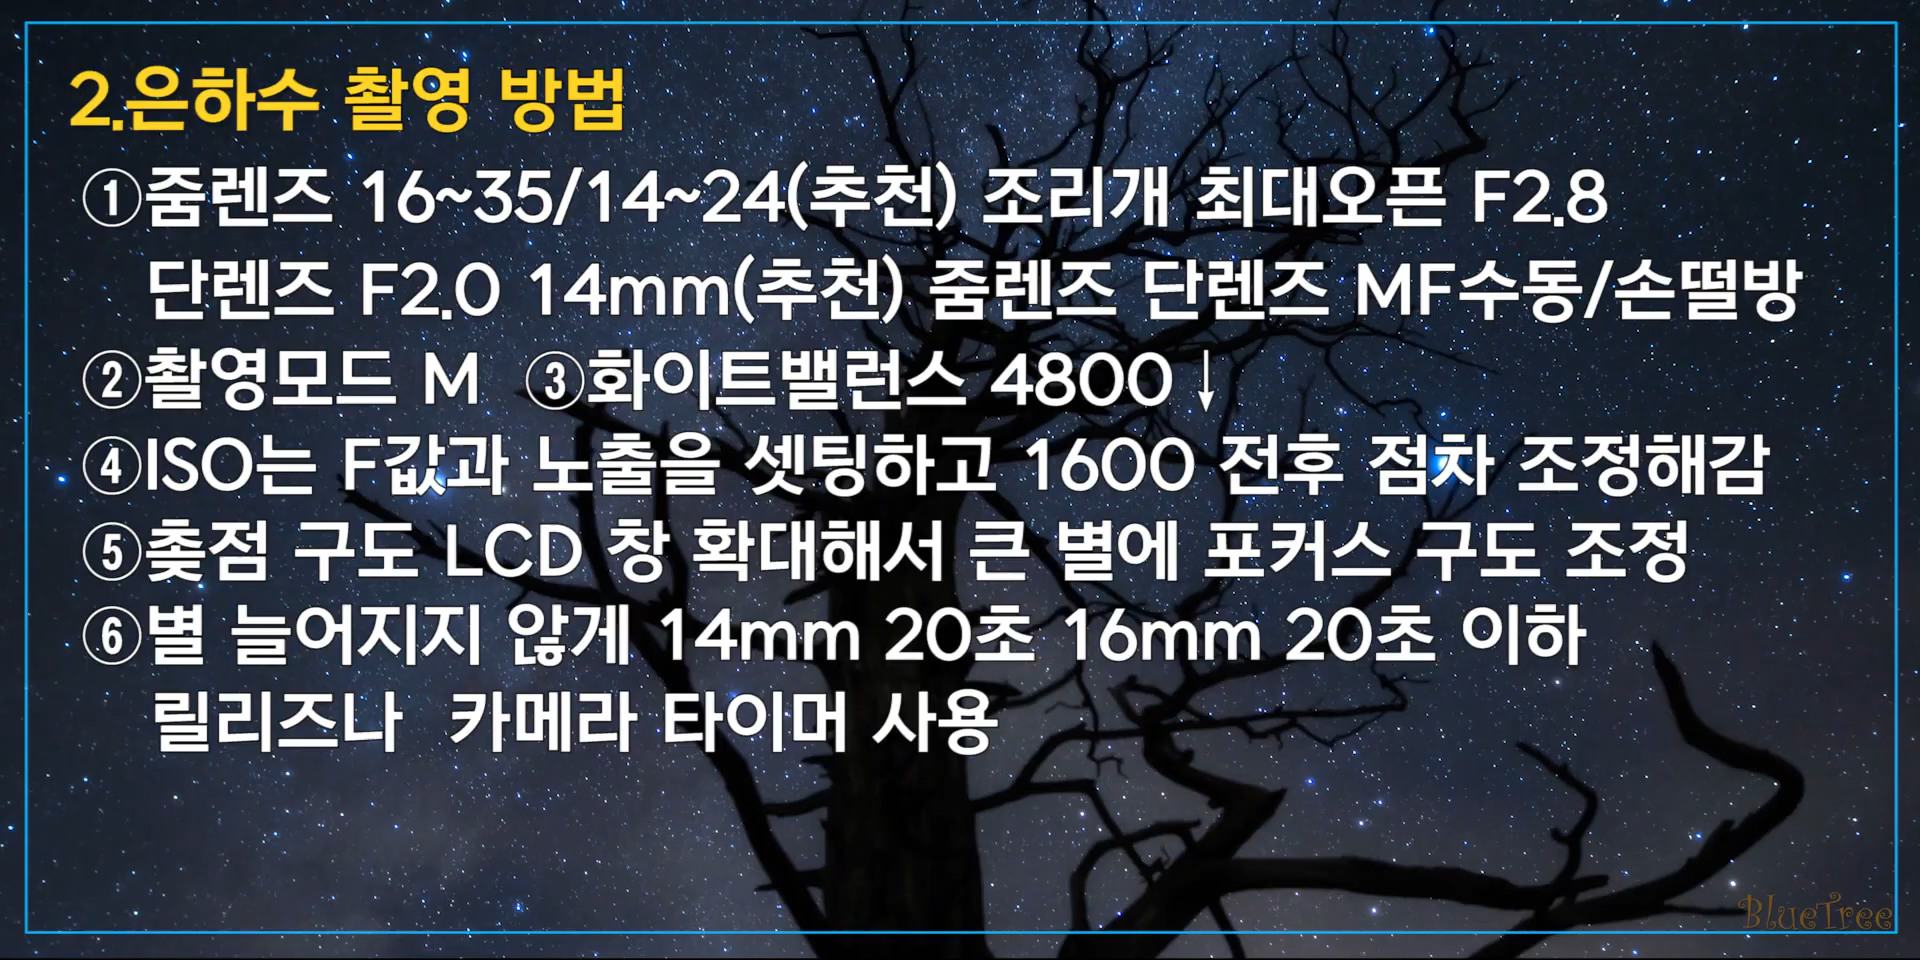 2.은하수 촬영 방법
①줌렌즈 16~35/14~24(추천) 조리개 최대오픈 F2.8
단렌즈 F2.0 14mm(추천) 줌렌즈 단렌즈 MF수동/손떨방
②촬영모드 M ③화이트밸런스 4800↓
④ISO는 F값과 노출을 셋팅하고 1600 전후 점차 조정해감
⑤촟점 구도 LCD 창 확대해서 큰 별에 포커스 구도 조정
⑥별 늘어지지 않게 14mm 20초 16mm 20초 이하
릴리즈나 카메라 타이머 사용
BlueTree